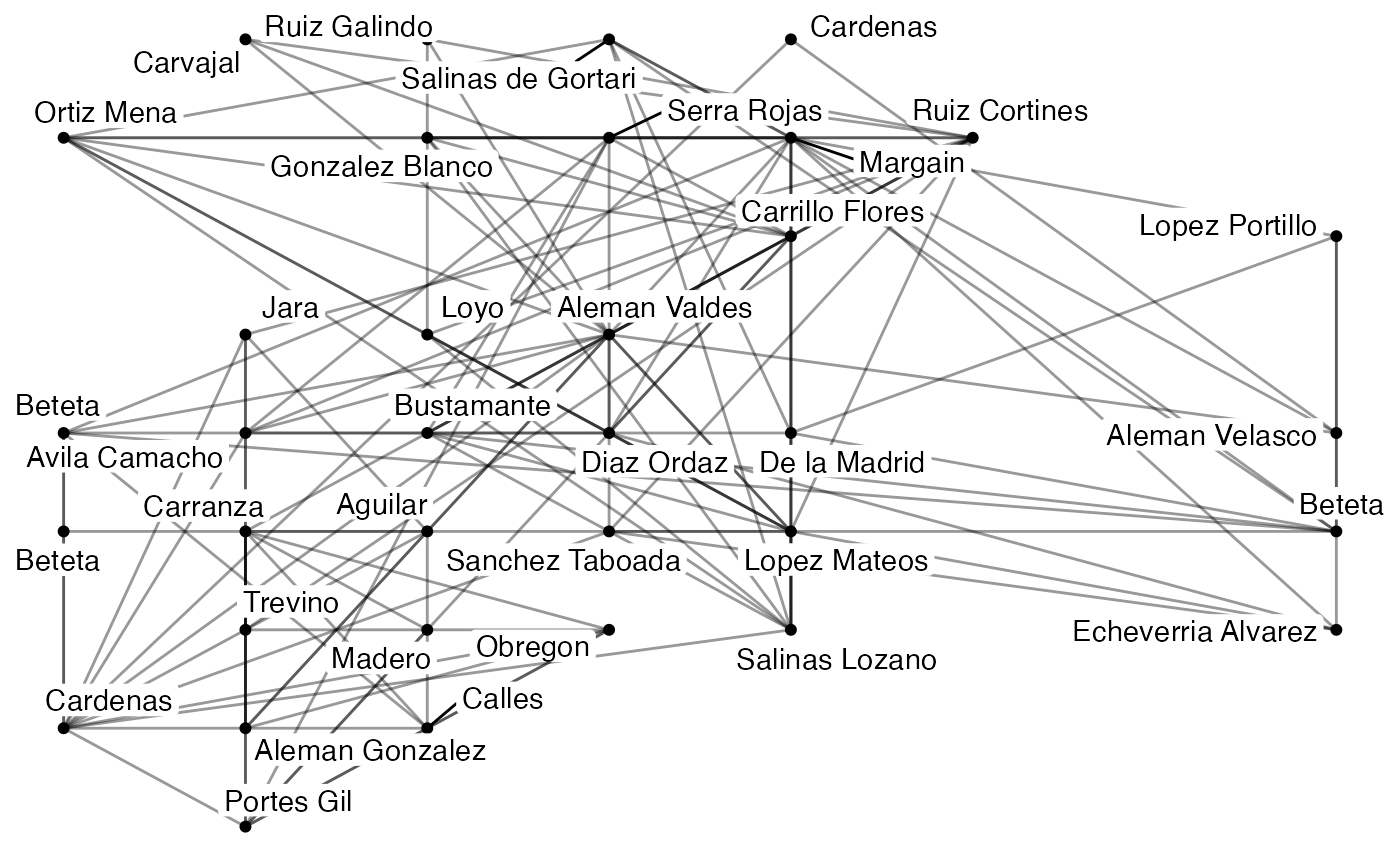 Ruiz Galindo
Cardenas
Carvajal
Salinas de Gortari
Ortiz Mena
Serra Rojas
Ruiz Cortines
Gonzalez Blanco
Margain
Carrillo Flores
Lopez Portillo
Jara
Loyo
Aleman Valdes
Beteta
Bustamante
Aleman Velasco
Avila Camacho
Diaz Ordaz
De la Madrid
Carranza
Aguilar
Beteta
Beteta
Sanchez Taboada
Lopez Mateos
Trevino
Obregon
Echeverria Alvarez
Madero
Salinas Lozano
Cardenas
Calles
Aleman Gonzalez
Portes Gil